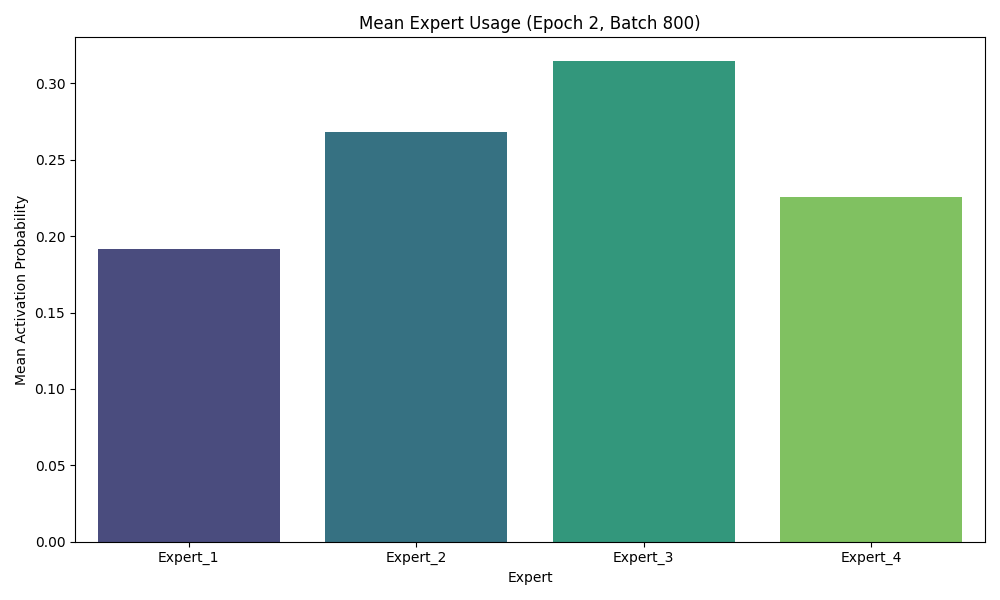 Mean Expert Usage (Epoch 2, Batch 800)
Mean Activation Probability
0.30
0.25
0.20
0.15
0.10
0.05
0.00
Expert_1 Expert_2 Expert_3 Expert_4
Expert